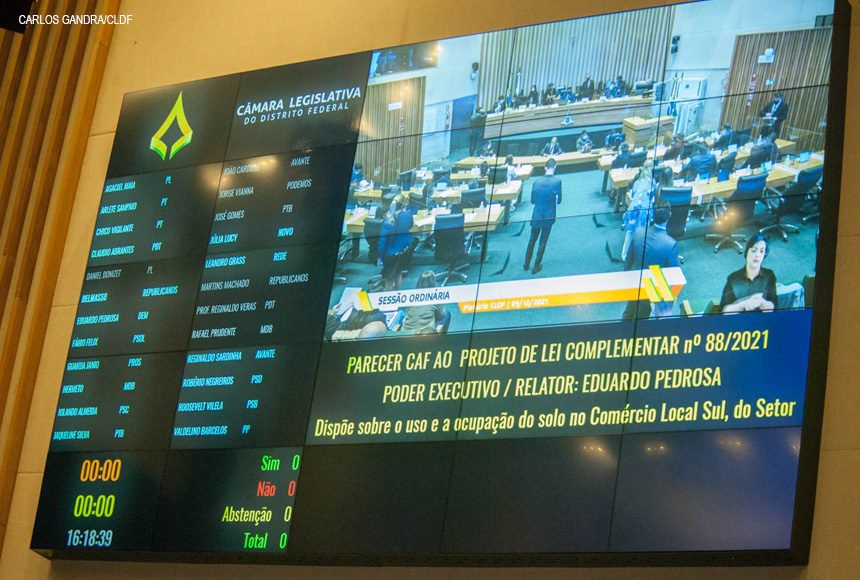 CARLOS GANDRA/CLDF
CÂMARA LEGISLATIVA
DO DISTRITO FEDERAL
AGACIEL MAIA PL
ARLETE SAMPAIO PT
CHICO VIGILANTE PT
CLAUDIO ABRANTES PDT
DANIEL DONIZET PL
DELMASSO REPUBLICANOS
EDUARDO PEDROSA DEM
FÁBIO FELIX PSOL
GUARDA JANIO PROS
HERMETO MDB
IOLANDO ALMEIDA PSC
JAQUELINE SILVA PTB
JOÃO CARDOSO AVANTE
JORGE VIANNA PODEMOS
JOSÉ GOMES PTB
JÚLIA LUCY NOVO
LEANDRO GRASS REDE
MARTINS MACHADO REPUBLICANOS
PROF. REGINALDO VERAS PDT
RAFAEL PRUDENTE MDB
REGINALDO SARDINHA AVANTE
ROBÉRIO NEGREIROS PSD
ROOSEVELT VILELA PSB
VALDELINO BARCELOS PP
SESSÃO ORDINÁRIA
Plenário CLDF | 09/12/2021
PARECER CAF AO PROJETO DE LEI COMPLEMENTAR nº 88/2021
PODER EXECUTIVO / RELATOR: EDUARDO PEDROSA
Dispõe sobre o uso e a ocupação do solo no Comércio Local Sul, do Setor
00:00
00:00
16:18:39
Sim 0
Não 0
Abstenção 0
Total 0